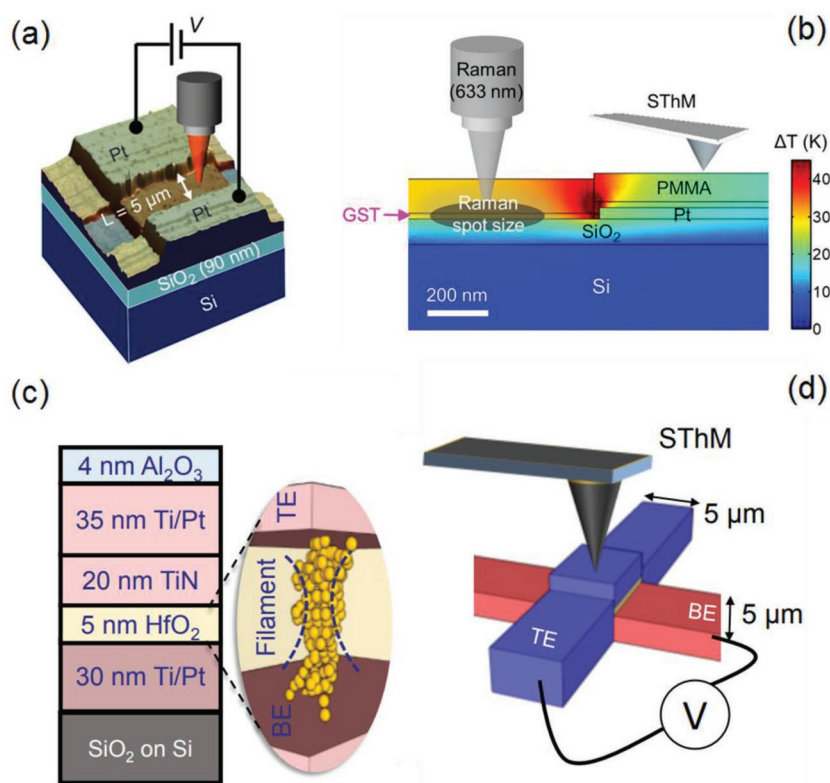 (a)
V
Pt
L = 5 µm
Pt
SiO₂ (90 nm)
Si
(b)
Raman
(633 nm)
SThM
ΔT (K)
40
30
20
10
0
PMMA
GST
Raman
spot size
Pt
SiO₂
Si
200 nm
(c)
4 nm Al₂O₃
35 nm Ti/Pt
20 nm TiN
5 nm HfO₂
30 nm Ti/Pt
SiO₂ on Si
TE
Filament
BE
(d)
SThM
5 µm
BE
5 µm
TE
V